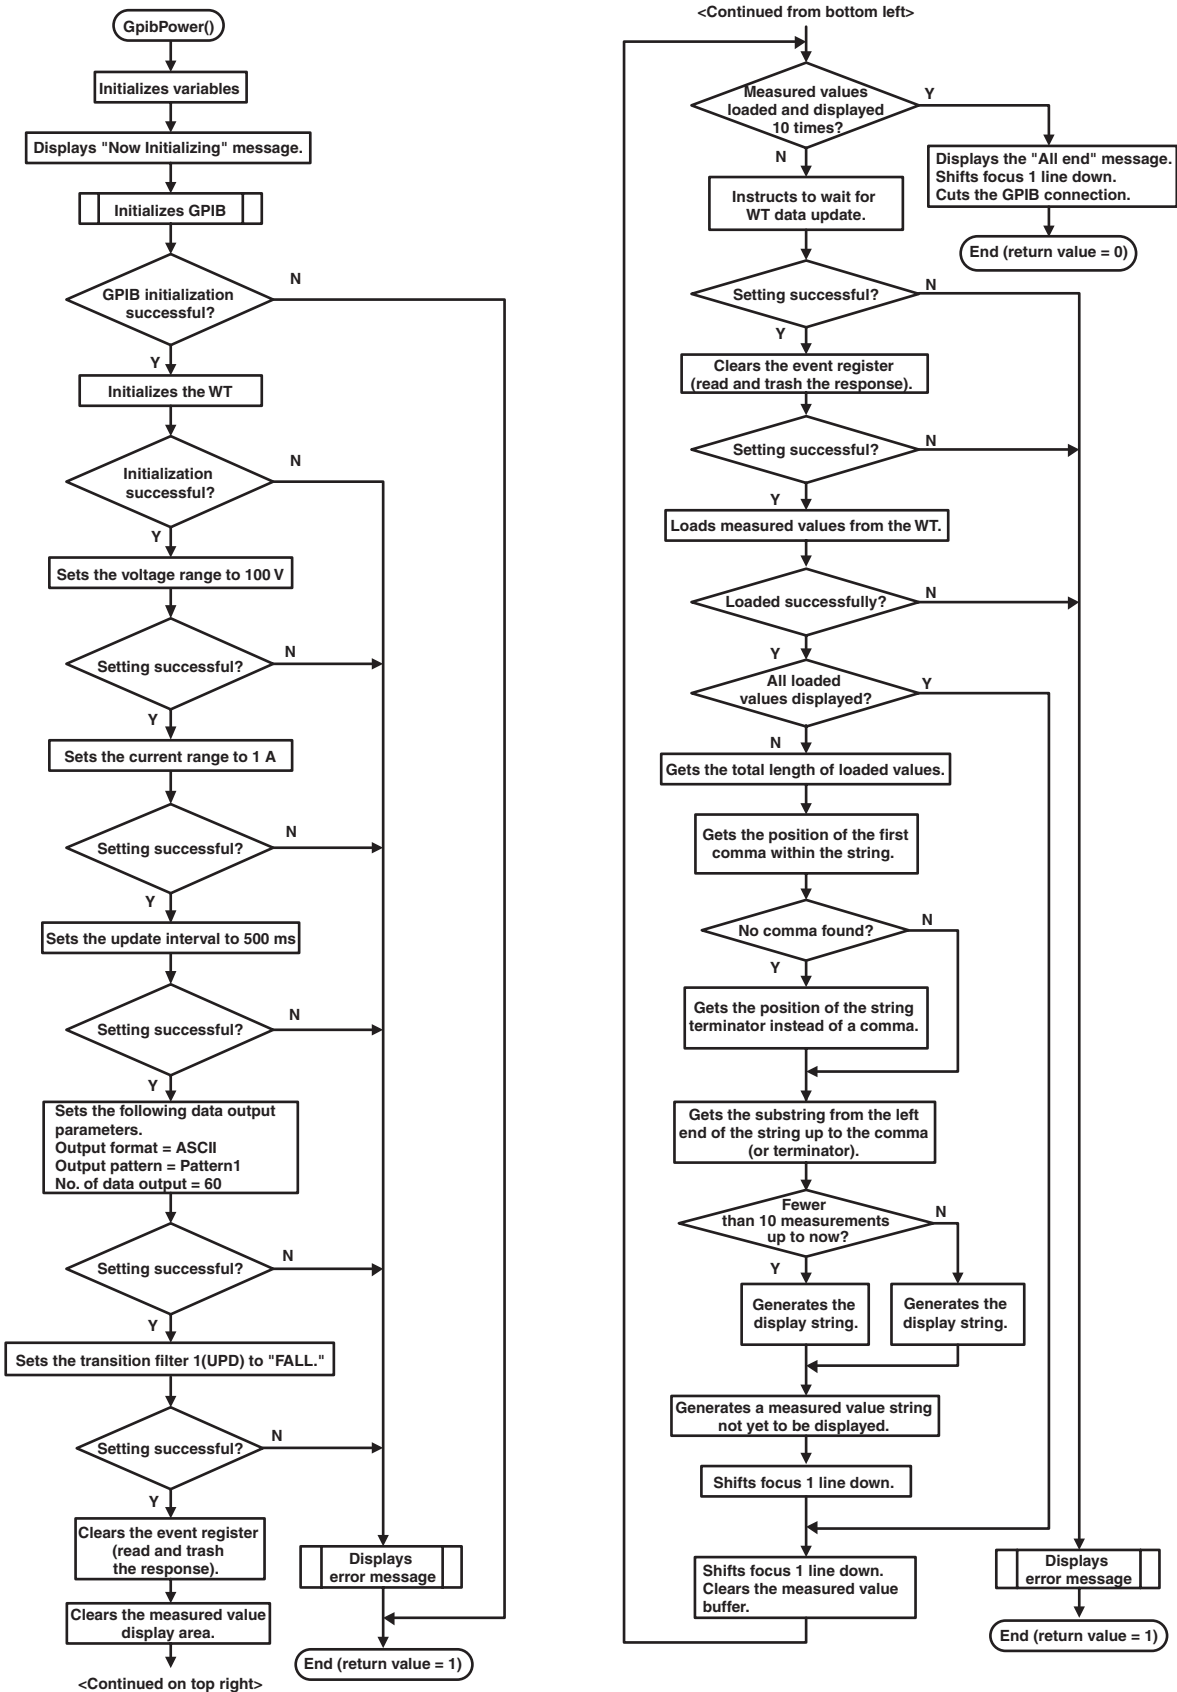 GpibPower()
Initializes variables
Displays "Now Initializing" message.
Initializes GPIB
N
GPIB initialization
successful?
Y
Initializes the WT
N
Initialization
successful?
Y
Sets the voltage range to 100 V
N
Setting successful?
Y
Sets the current range to 1 A
N
Setting successful?
Y
Sets the update interval to 500 ms
N
Setting successful?
Y
Sets the following data output
parameters.
Output format = ASCII
Output pattern = Pattern1
No. of data output = 60
N
Setting successful?
Y
Sets the transition filter 1(UPD) to "FALL."
N
Setting successful?
Y
Clears the event register
(read and trash
the response).
Displays
error message
Clears the measured value
display area.
End (return value = 1)
<Continued on top right>
<Continued from bottom left>
Measured values
loaded and displayed
10 times?
Y
N
Displays the "All end" message.
Shifts focus 1 line down.
Cuts the GPIB connection.
End (return value = 0)
Instructs to wait for
WT data update.
Setting successful?
N
Y
Clears the event register
(read and trash the response).
Setting successful?
N
Y
Loads measured values from the WT.
Loaded successfully?
N
Y
All loaded
values displayed?
Y
N
Gets the total length of loaded values.
Gets the position of the first
comma within the string.
No comma found?
N
Y
Gets the position of the string
terminator instead of a comma.
Gets the substring from the left
end of the string up to the comma
(or terminator).
Fewer
than 10 measurements
up to now?
N
Y
Generates the
display string.
Generates the
display string.
Generates a measured value string
not yet to be displayed.
Shifts focus 1 line down.
Shifts focus 1 line down.
Clears the measured value
buffer.
Displays
error message
End (return value = 1)